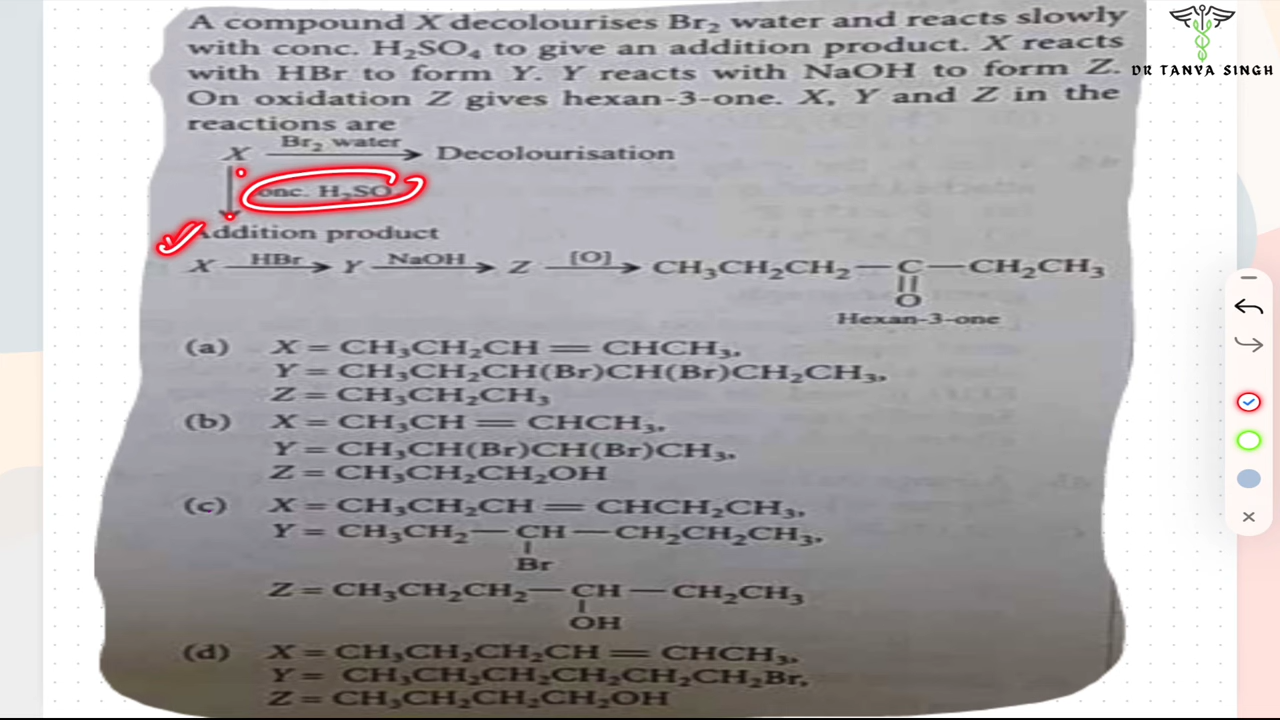 A compound X decolourises Br₂ water and reacts slowly
with conc. H₂SO₄ to give an addition product. X reacts
with HBr to form Y. Y reacts with NaOH to form Z.
On oxidation Z gives hexan-3-one. X, Y and Z in the
reactions are
DR TANYA SINGH
Br₂ water
X → Decolourisation
onc. H₂SO
Addition product
X —HBr→ Y —NaOH→ Z —[O]→ CH₃CH₂CH₂—C—CH₂CH₃
||
O
Hexan-3-one
(a) X = CH₃CH₂CH = CHCH₃,
Y = CH₃CH₂CH(Br)CH(Br)CH₂CH₃,
Z = CH₃CH₂CH₃
(b) X = CH₃CH = CHCH₃,
Y = CH₃CH(Br)CH(Br)CH₃,
Z = CH₃CH₂CH₂OH
(c) X = CH₃CH₂CH = CHCH₂CH₃,
Y = CH₃CH₂—CH—CH₂CH₂CH₃,
Br
Z = CH₃CH₂CH₂—CH—CH₂CH₃
OH
(d) X = CH₃CH₂CH₂CH = CHCH₃,
Y = CH₃CH₂CH₂CH₂CH₂CH₂Br,
Z = CH₃CH₂CH₂CH₂OH